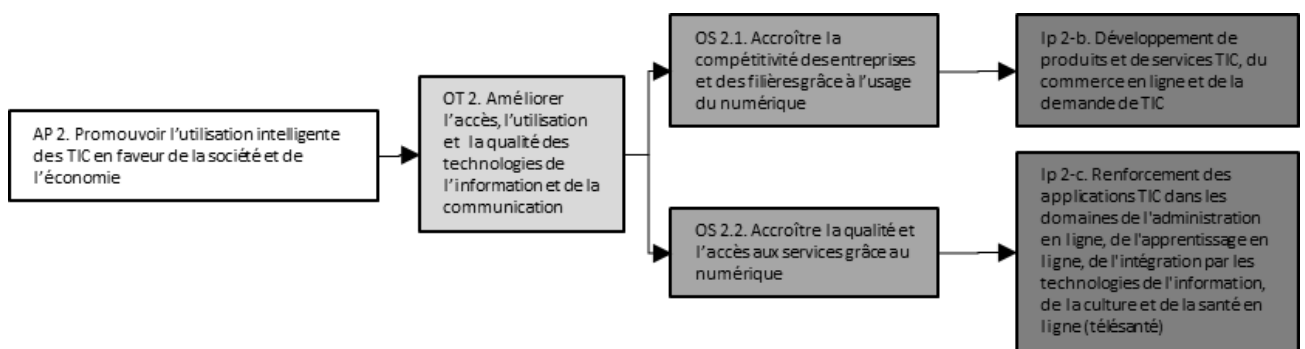 AP 2. Promouvoir l'utilisation intelligente
des TIC en faveur de la société et de
l'économie
OT 2. Améliorer
l'accès, l'utilisation
et la qualité des
technologies de
l'information et de la
communication
OS 2.1. Accroître la
compétitivité des entreprises
et des filières grâce à l'usage
du numérique
Ip 2-b. Développement de
produits et de services TIC, du
commerce en ligne et de la
demande de TIC
OS 2.2. Accroître la qualité et
l'accès aux services grâce au
numérique
Ip 2-c. Renforcement des
applications TIC dans les
domaines de l'administration
en ligne, de l'apprentissage en
ligne, de l'intégration par les
technologies de l'information,
de la culture et de la santé en
ligne (télésanté)